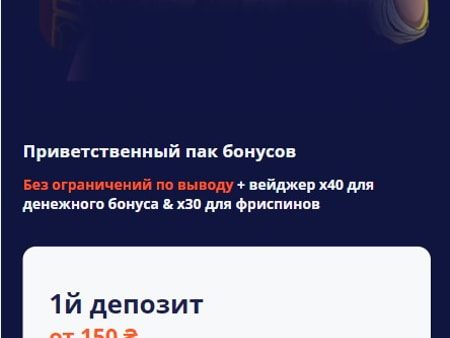 Приветственный пак бонусов
Без ограничений по выводу + вейджер x40 для
денежного бонуса & x30 для фриспинов
1й депозит
от 150 ₴